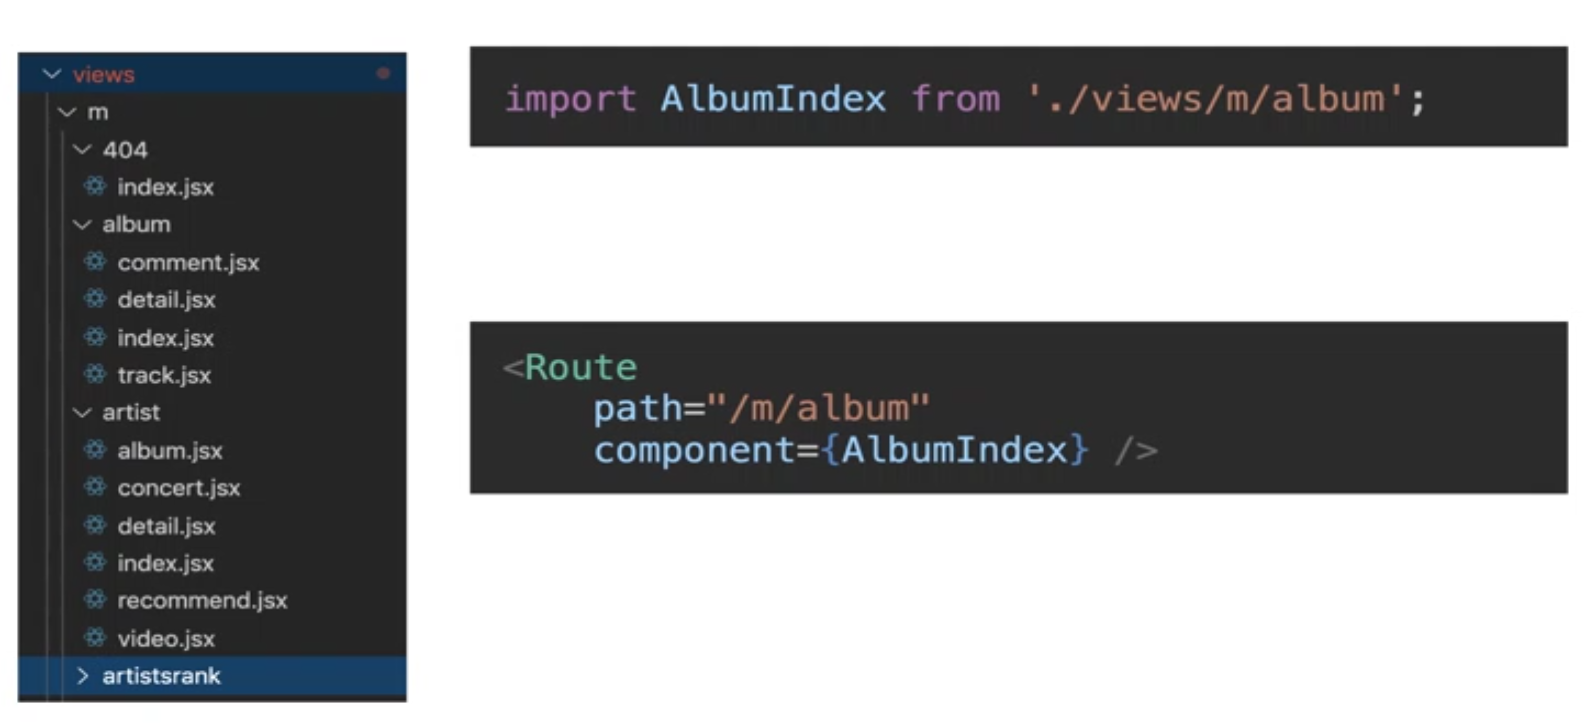 views
m
404
index.jsx
album
comment.jsx
detail.jsx
index.jsx
track.jsx
artist
album.jsx
concert.jsx
detail.jsx
index.jsx
recommend.jsx
video.jsx
artistsrank
import AlbumIndex from './views/m/album';
<Route
path="/m/album"
component={AlbumIndex} />